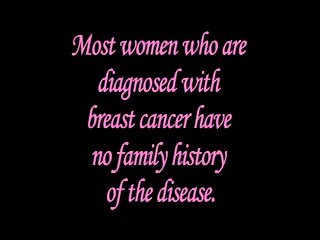 Most women who are
diagnosed with
breast cancer have
no family history
of the disease.